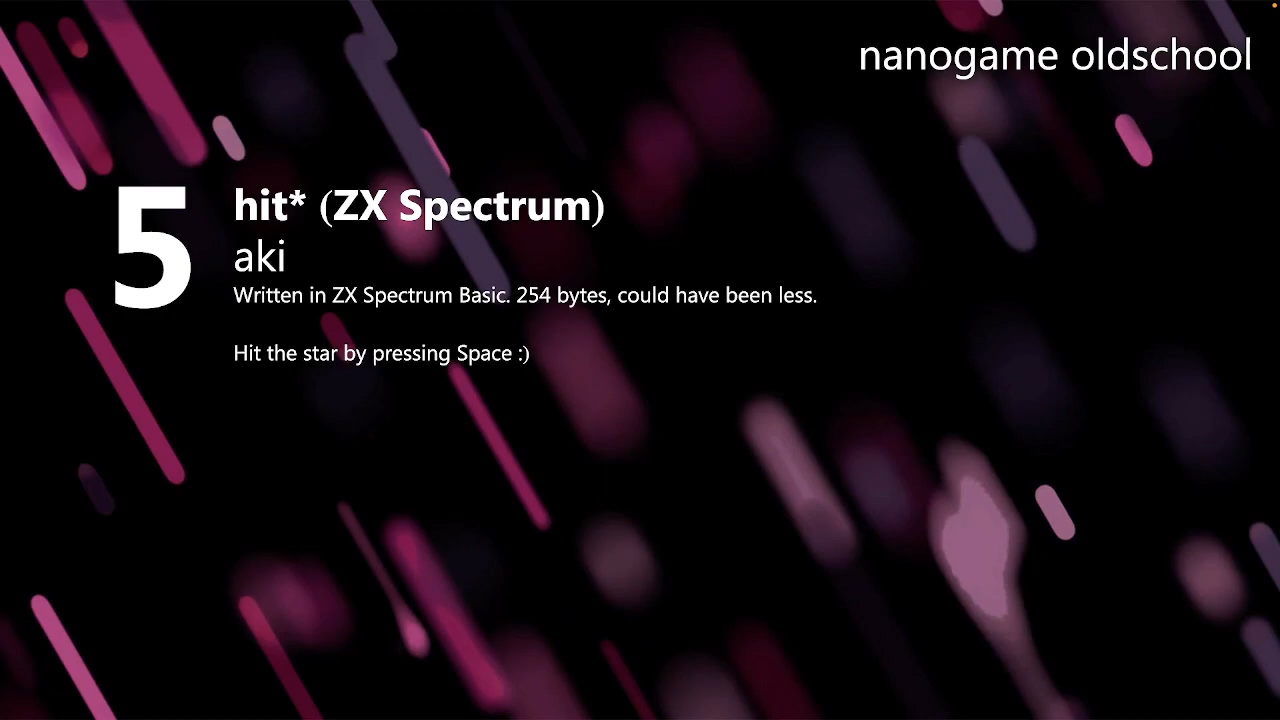 nanogame oldschool
5
hit* (ZX Spectrum)
aki
Written in ZX Spectrum Basic. 254 bytes, could have been less.
Hit the star by pressing Space :)